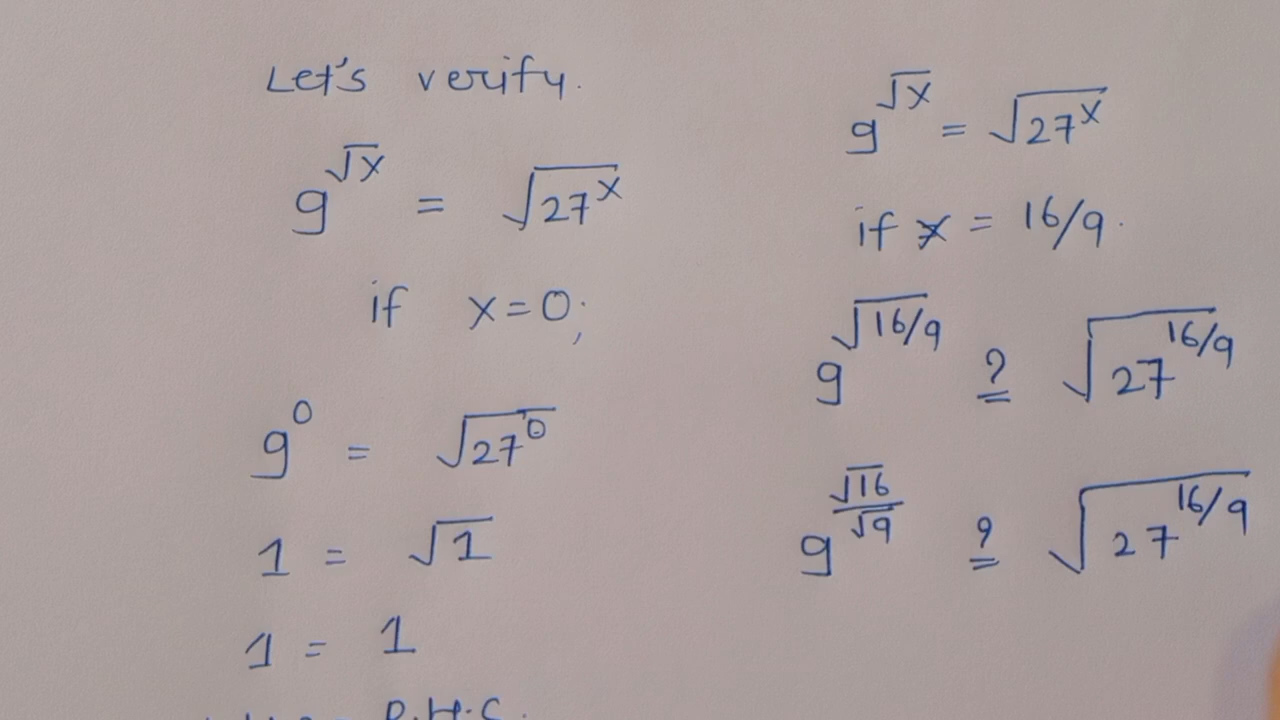 Let's verify.
9^√x = √27^x
if x=0;
9^0 = √27^0
1 = √1
1 = 1
R.H.S.
9^√x = √27^x
if x = 16/9.
9^√16/9 ?= √27^16/9
9^√16/√9 ?= √27^16/9